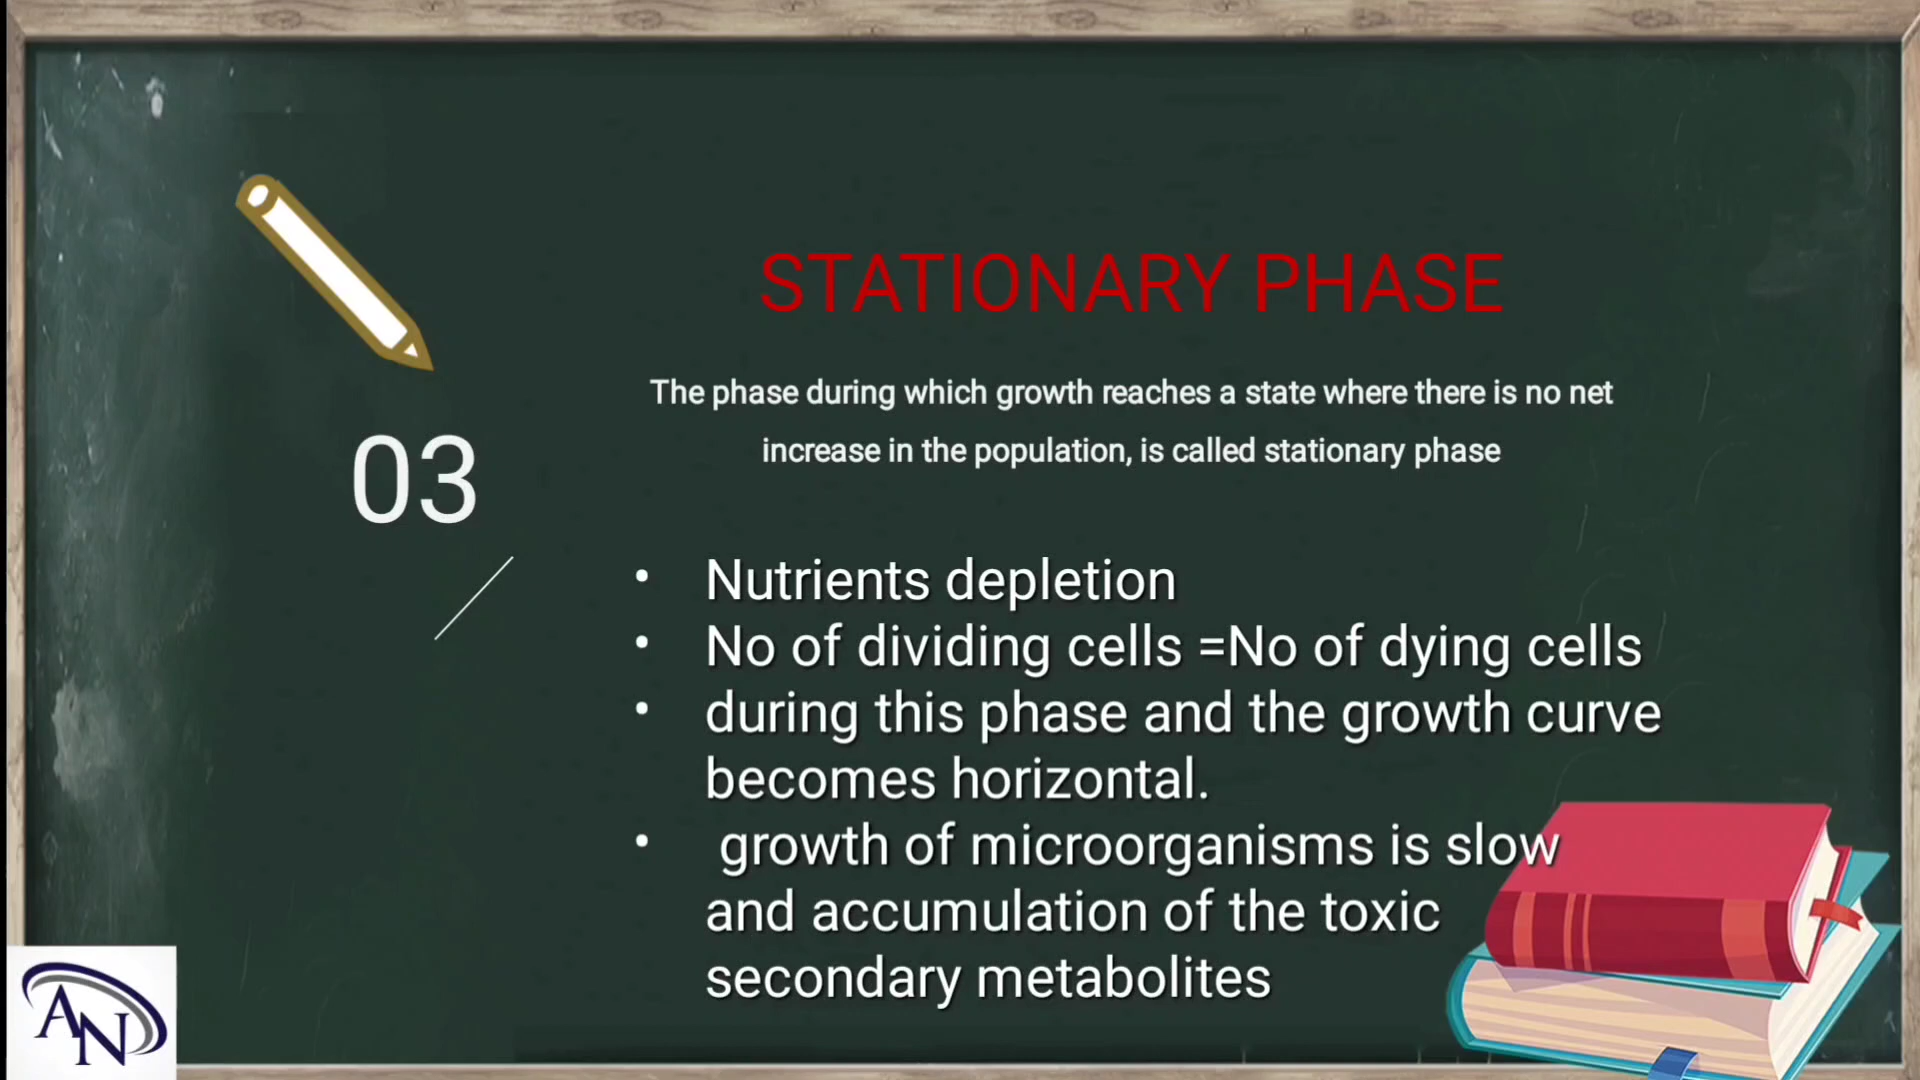 STATIONARY PHASE
The phase during which growth reaches a state where there is no net
increase in the population, is called stationary phase
03
• Nutrients depletion
• No of dividing cells =No of dying cells
• during this phase and the growth curve
becomes horizontal.
• growth of microorganisms is slow
and accumulation of the toxic
secondary metabolites
AN